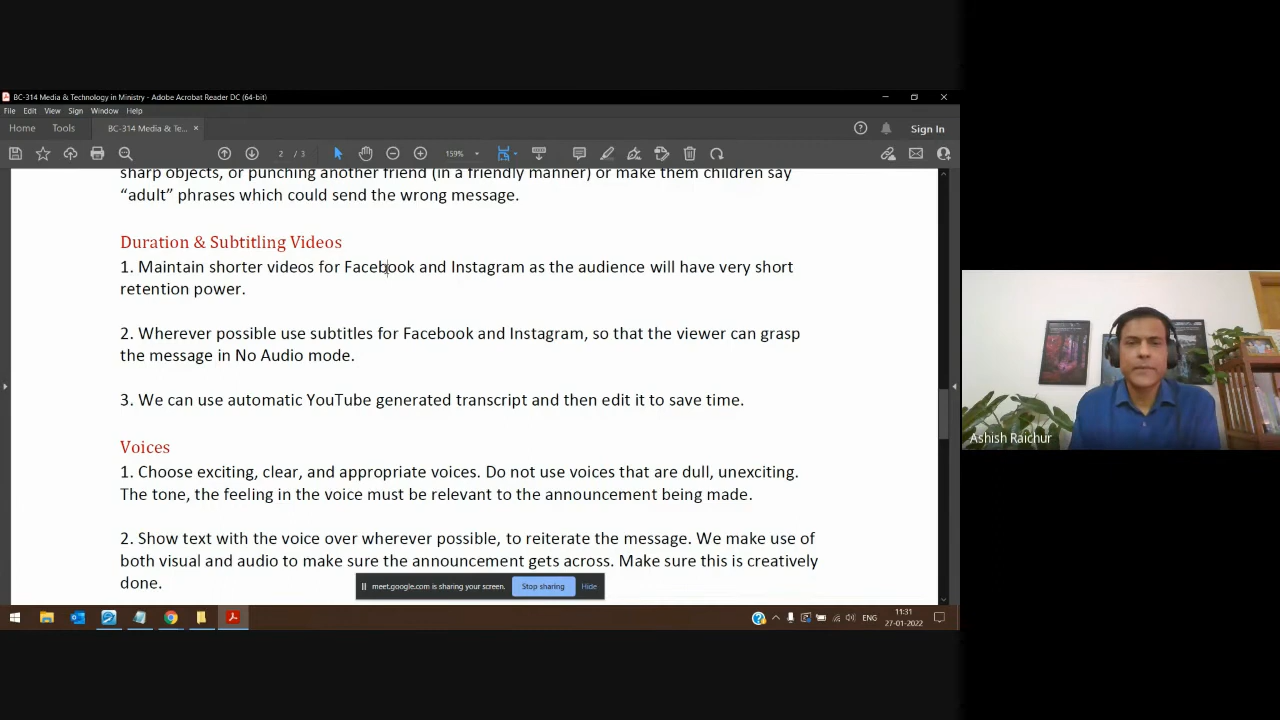 BC-314 Media & Technology in Ministry - Adobe Acrobat Reader DC (64-bit)
File Edit View Sign Window Help
Home Tools BC-314 Media & Te... × Sign In
2 / 3 159%
sharp objects, or punching another friend (in a friendly manner) or make them children say
“adult” phrases which could send the wrong message.
Duration & Subtitling Videos
1. Maintain shorter videos for Facebook and Instagram as the audience will have very short
retention power.
2. Wherever possible use subtitles for Facebook and Instagram, so that the viewer can grasp
the message in No Audio mode.
3. We can use automatic YouTube generated transcript and then edit it to save time.
Voices
1. Choose exciting, clear, and appropriate voices. Do not use voices that are dull, unexciting.
The tone, the feeling in the voice must be relevant to the announcement being made.
2. Show text with the voice over wherever possible, to reiterate the message. We make use of
both visual and audio to make sure the announcement gets across. Make sure this is creatively
done.
meet.google.com is sharing your screen. Stop sharing Hide
ENG 11:31
27-01-2022
Ashish Raichur